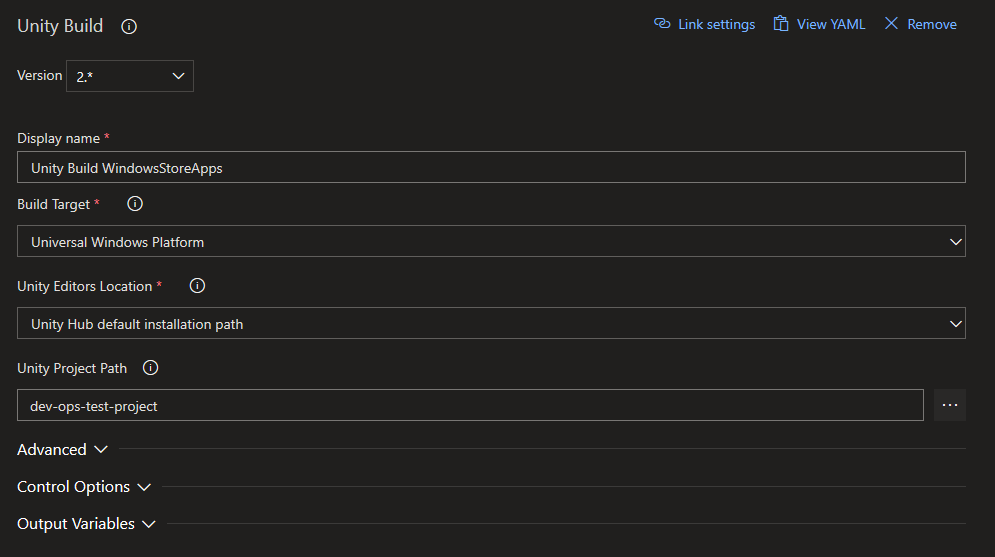 Unity Build
Link settings View YAML Remove
Version 2.*
Display name *
Unity Build WindowsStoreApps
Build Target *
Universal Windows Platform
Unity Editors Location *
Unity Hub default installation path
Unity Project Path
dev-ops-test-project
...
Advanced
Control Options
Output Variables